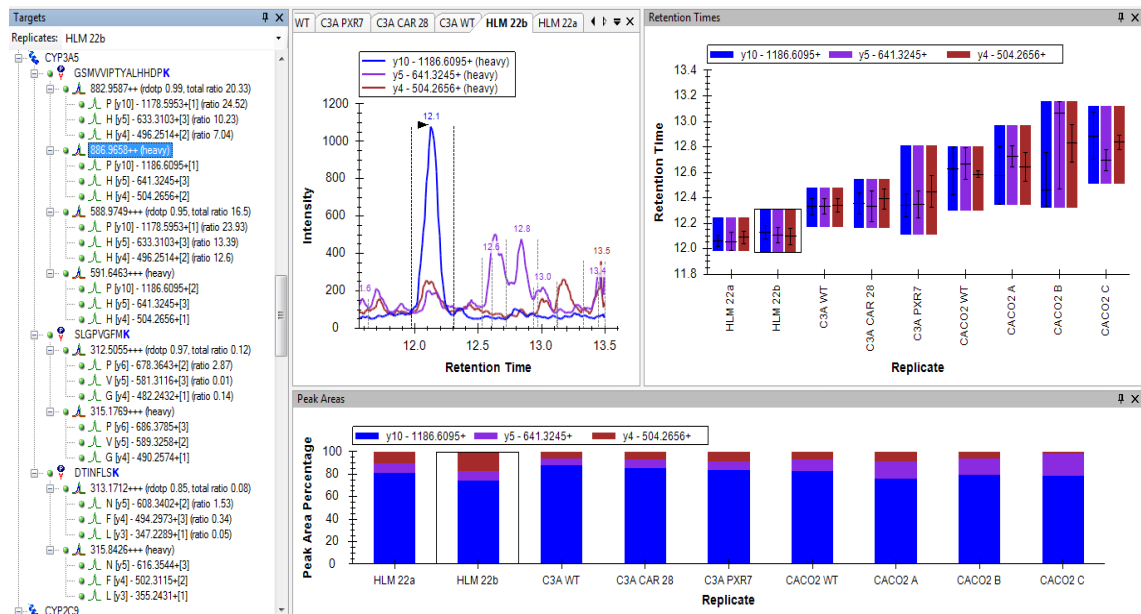 Targets
Replicates: HLM 22b
CYP3A5
GSMVVIPTYALHHDPK
882.9587++ (rdotp 0.99, total ratio 20.33)
P [y10] - 1178.5953+[1] (ratio 24.52)
H [y5] - 633.3103+[3] (ratio 10.23)
H [y4] - 496.2514+[2] (ratio 7.04)
886.9658++ (heavy)
P [y10] - 1186.6095+[1]
H [y5] - 641.3245+[3]
H [y4] - 504.2656+[2]
588.9749+++ (rdotp 0.95, total ratio 16.5)
P [y10] - 1178.5953+[1] (ratio 23.93)
H [y5] - 633.3103+[2] (ratio 13.39)
H [y4] - 496.2514+[2] (ratio 12.6)
591.6463+++ (heavy)
P [y10] - 1186.6095+[2]
H [y5] - 641.3245+[3]
H [y4] - 504.2656+[1]
SLGPVGFMK
312.5055+++ (rdotp 0.97, total ratio 0.12)
P [y6] - 678.3643+[2] (ratio 2.87)
V [y5] - 581.3116+[3] (ratio 0.01)
G [y4] - 482.2432+[1] (ratio 0.14)
315.1769+++ (heavy)
P [y6] - 686.3785+[3]
V [y5] - 589.3258+[2]
G [y4] - 490.2574+[1]
DTINFLSK
313.1712+++ (rdotp 0.85, total ratio 0.08)
N [y5] - 608.3402+[2] (ratio 1.53)
F [y4] - 494.2973+[3] (ratio 0.34)
L [y3] - 347.2289+[1] (ratio 0.05)
315.8426+++ (heavy)
N [y5] - 616.3544+[3]
F [y4] - 502.3115+[2]
L [y3] - 355.2431+[1]
CYP2C9
WT C3A PXR7 C3A CAR 28 C3A WT HLM 22b HLM 22a
y10 - 1186.6095+ (heavy)
y5 - 641.3245+ (heavy)
y4 - 504.2656+ (heavy)
Intensity
1400
1200
1000
800
600
400
200
0
12.1
1.6
12.6
12.8
13.0
13.4
13.5
12.0 12.5 13.0 13.5
Retention Time
Retention Times
y10 - 1186.6095+ y5 - 641.3245+ y4 - 504.2656+
Retention Time
13.4
13.2
13.0
12.8
12.6
12.4
12.2
12.0
11.8
HLM 22a
HLM 22b
C3A WT
C3A CAR 28
C3A PXR7
CACO2 WT
CACO2 A
CACO2 B
CACO2 C
Replicate
Peak Areas
y10 - 1186.6095+ y5 - 641.3245+ y4 - 504.2656+
Peak Area Percentage
100
80
60
40
20
0
HLM 22a HLM 22b C3A WT C3A CAR 28 C3A PXR7 CACO2 WT CACO2 A CACO2 B CACO2 C
Replicate